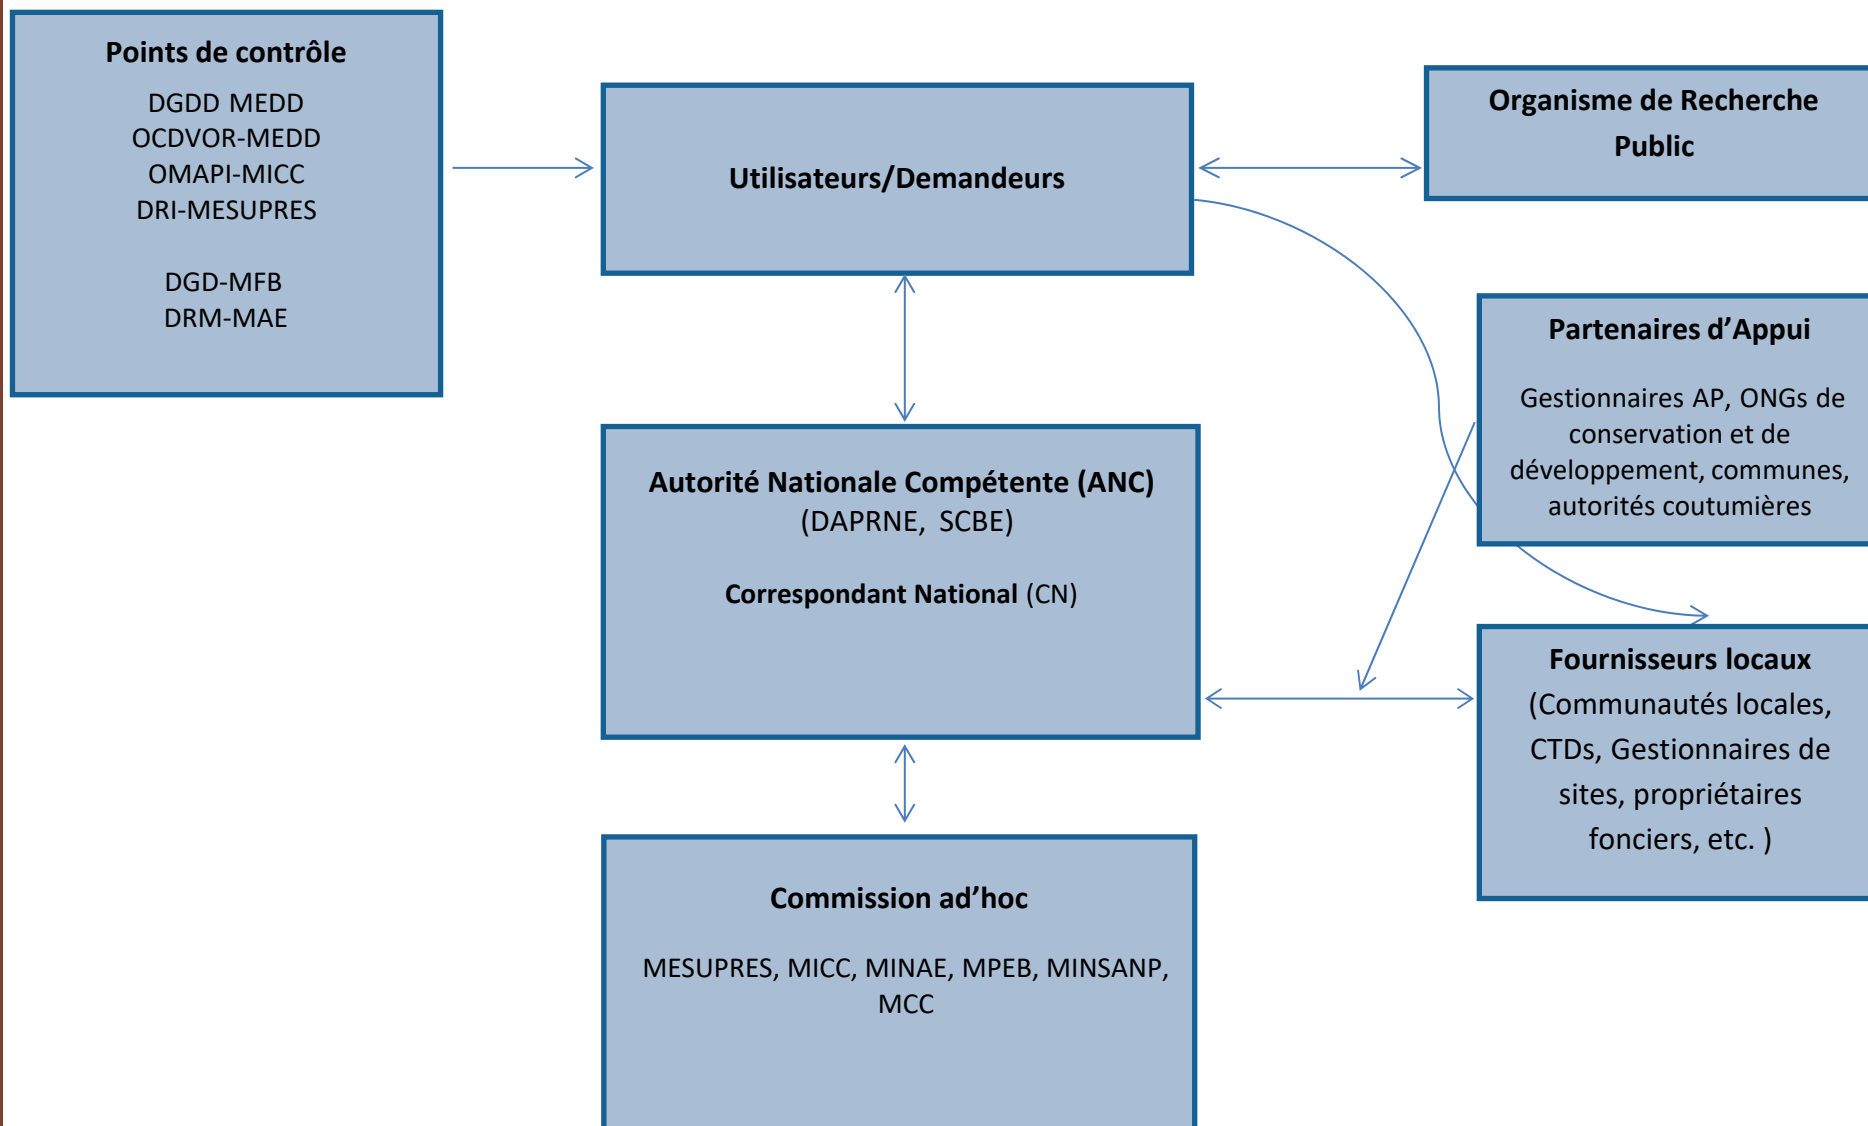 Points de contrôle
DGDD MEDD
OCDVOR-MEDD
OMAPI-MICC
DRI-MESUPRES
DGD-MFB
DRM-MAE
Utilisateurs/Demandeurs
Organisme de Recherche
Public
Partenaires d’Appui
Gestionnaires AP, ONGs de
conservation et de
développement, communes,
autorités coutumières
Autorité Nationale Compétente (ANC)
(DAPRNE, SCBE)
Correspondant National (CN)
Fournisseurs locaux
(Communautés locales,
CTDs, Gestionnaires de
sites, propriétaires
fonciers, etc. )
Commission ad’hoc
MESUPRES, MICC, MINAE, MPEB, MINSANP,
MCC